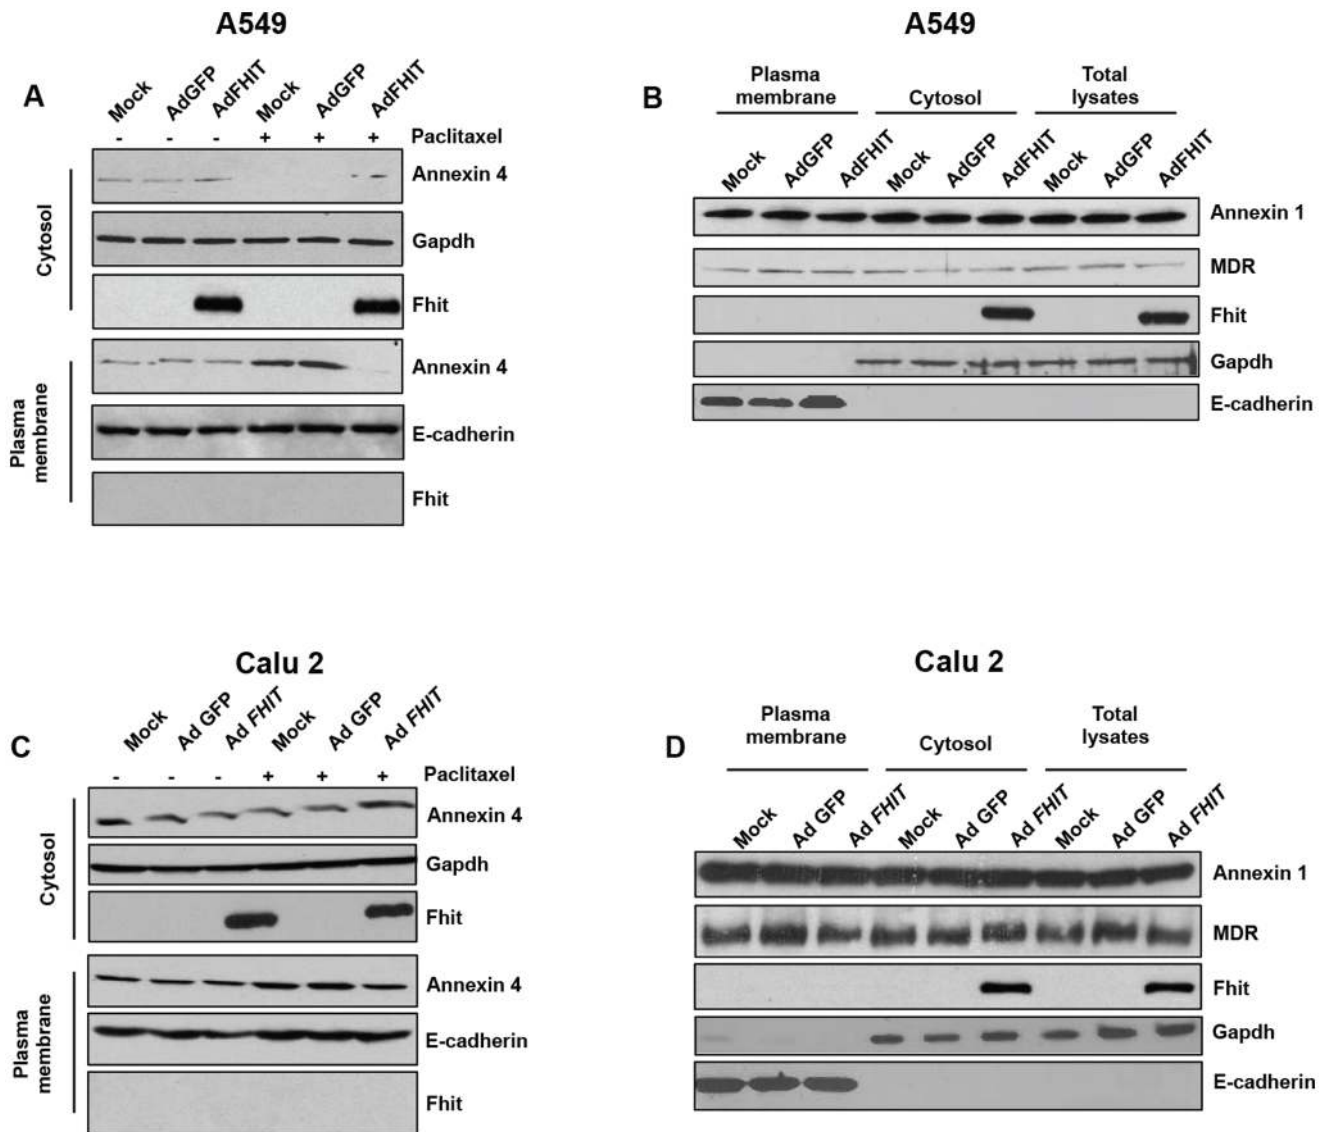 A549
A
Mock AdGFP AdFHIT Mock AdGFP AdFHIT
- - - + + + Paclitaxel
Cytosol
Annexin 4
Gapdh
Fhit
Plasma
membrane
Annexin 4
E-cadherin
Fhit
A549
B
Plasma
membrane
Cytosol
Total
lysates
Mock AdGFP AdFHIT Mock AdGFP AdFHIT Mock AdGFP AdFHIT
Annexin 1
MDR
Fhit
Gapdh
E-cadherin
Calu 2
C
Mock Ad GFP Ad FHIT Mock Ad GFP Ad FHIT
- - - + + + Paclitaxel
Cytosol
Annexin 4
Gapdh
Fhit
Plasma
membrane
Annexin 4
E-cadherin
Fhit
Calu 2
D
Plasma
membrane
Cytosol
Total
lysates
Mock Ad GFP Ad FHIT Mock Ad GFP Ad FHIT Mock Ad GFP Ad FHIT
Annexin 1
MDR
Fhit
Gapdh
E-cadherin